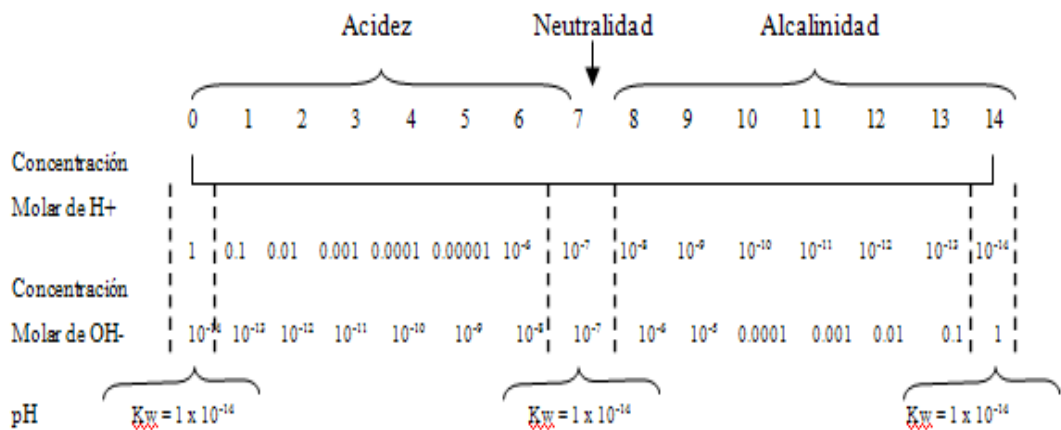 Acidez Neutralidad Alcalinidad
0 1 2 3 4 5 6 7 8 9 10 11 12 13 14
Concentración
Molar de H+
1 0.1 0.01 0.001 0.0001 0.00001 10⁻⁶ 10⁻⁷ 10⁻⁸ 10⁻⁹ 10⁻¹⁰ 10⁻¹¹ 10⁻¹² 10⁻¹³ 10⁻¹⁴
Concentración
Molar de OH- 10⁻¹⁴ 10⁻¹³ 10⁻¹² 10⁻¹¹ 10⁻¹⁰ 10⁻⁹ 10⁻⁸ 10⁻⁷ 10⁻⁶ 10⁻⁵ 0.0001 0.001 0.01 0.1 1
pH Kw = 1 x 10⁻¹⁴ Kw = 1 x 10⁻¹⁴ Kw = 1 x 10⁻¹⁴